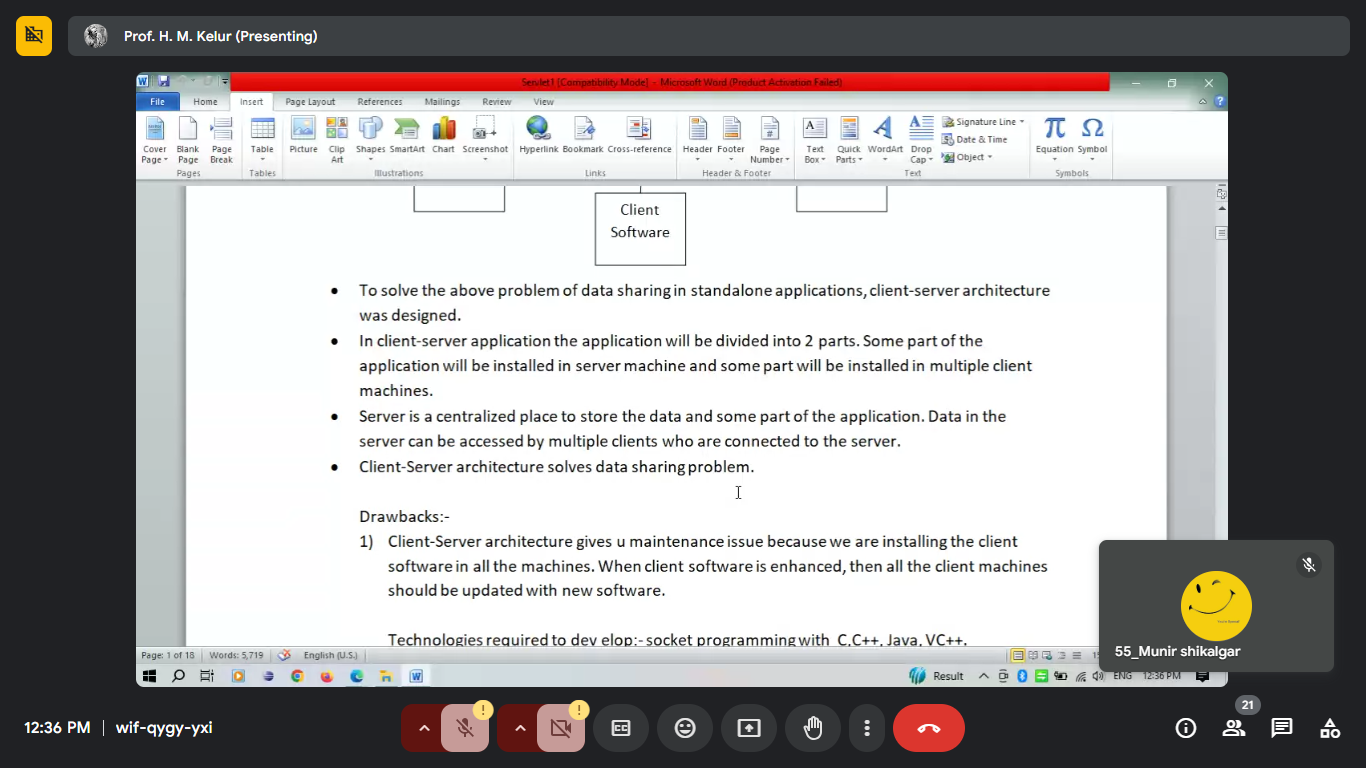 Prof. H. M. Kelur (Presenting)
Servlet1 [Compatibility Mode] - Microsoft Word (Product Activation Failed)
File Home Insert Page Layout References Mailings Review View
Cover Page Blank Page Page Break
Pages
Table
Tables
Picture Clip Art Shapes SmartArt Chart Screenshot
Illustrations
Hyperlink Bookmark Cross-reference
Links
Header Footer Page Number
Header & Footer
Text Box Quick Parts WordArt Drop Cap
Signature Line
Date & Time
Object
Text
Equation Symbol
Symbols
Client
Software
• To solve the above problem of data sharing in standalone applications, client-server architecture
was designed.
• In client-server application the application will be divided into 2 parts. Some part of the
application will be installed in server machine and some part will be installed in multiple client
machines.
• Server is a centralized place to store the data and some part of the application. Data in the
server can be accessed by multiple clients who are connected to the server.
• Client-Server architecture solves data sharing problem.
Drawbacks:-
1) Client-Server architecture gives u maintenance issue because we are installing the client
software in all the machines. When client software is enhanced, then all the client machines
should be updated with new software.
Technologies required to dev elop:- socket programming with C,C++, Java, VC++.
Page: 1 of 18 Words: 5,719 English (U.S.)
Result ENG 12:36 PM
55_Munir shikalgar
12:36 PM | wif-qygy-yxi
21